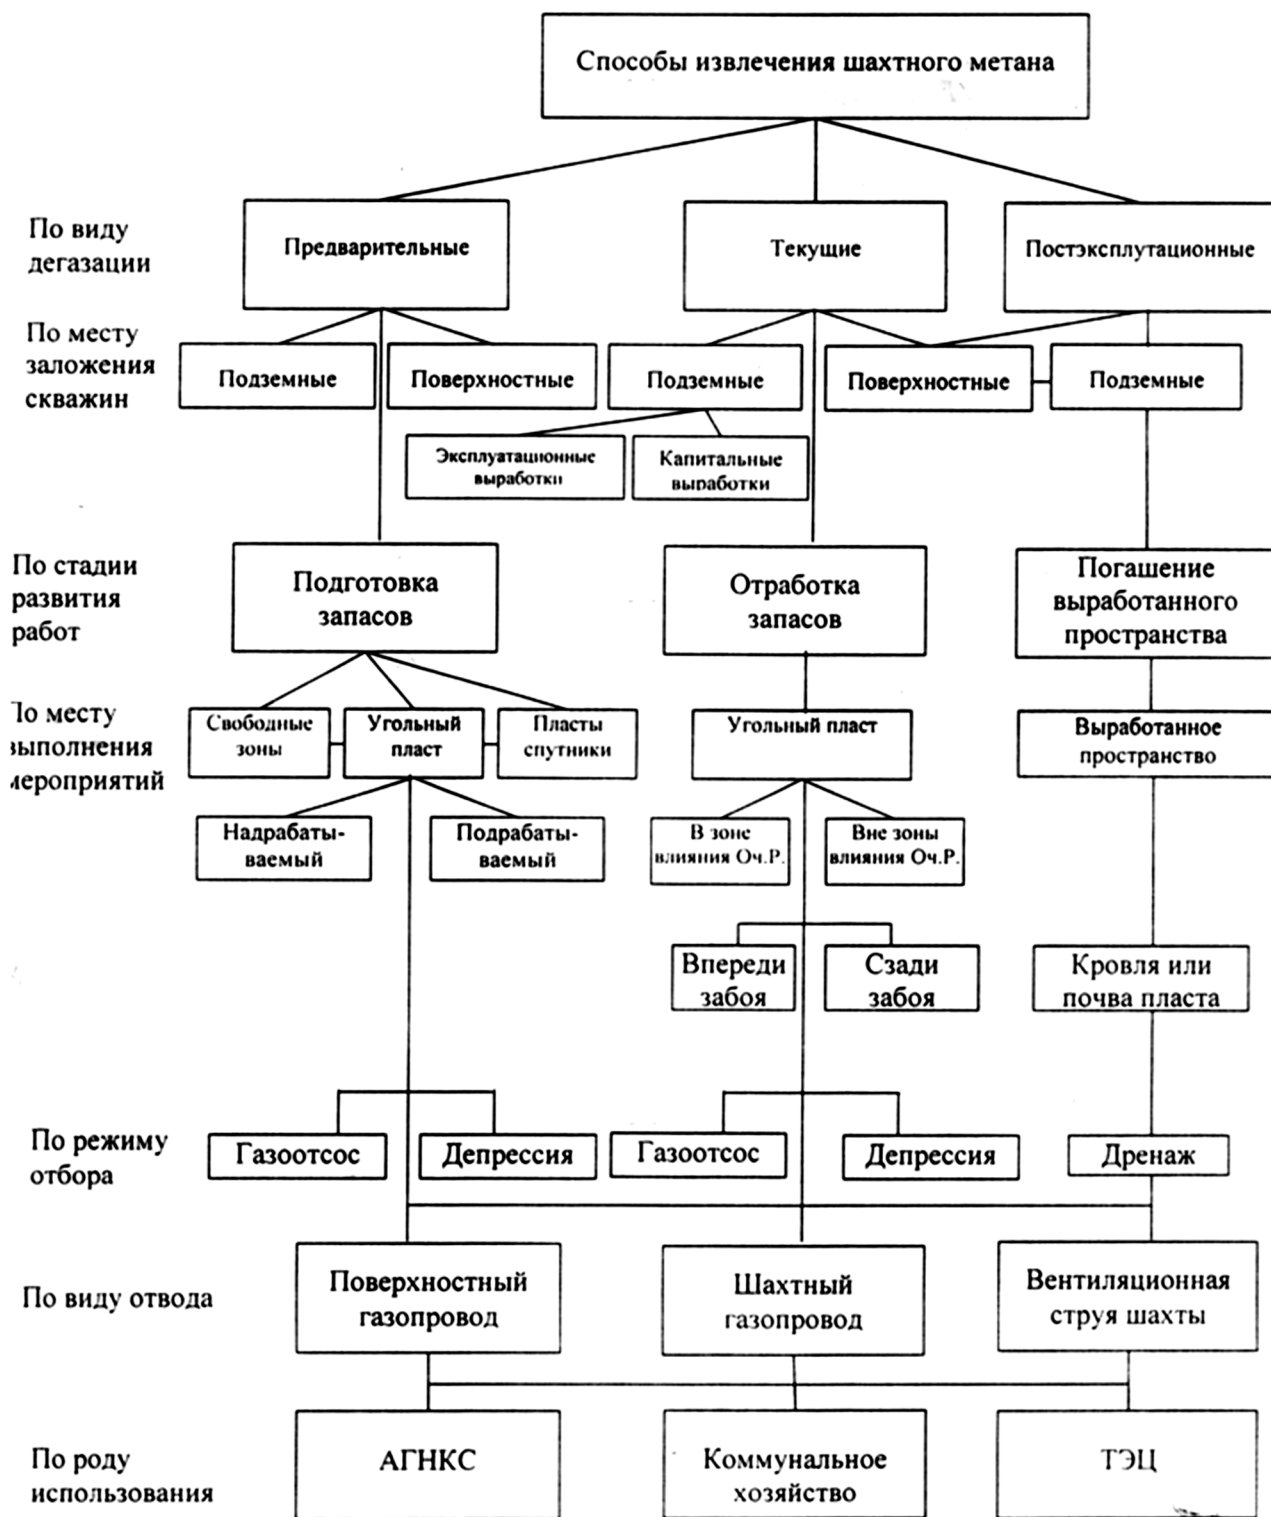 Способы извлечения шахтного метана
По виду
дегазации
Предварительные
Текущие
Постэксплутационные
По месту
заложения
скважин
Подземные
Поверхностные
Подземные
Поверхностные
Подземные
Эксплуатационные
выработки
Капитальные
выработки
По стадии
развития
работ
Подготовка
запасов
Отработка
запасов
Погашение
выработанного
пространства
По месту
выполнения
мероприятий
Свободные
зоны
Угольный
пласт
Пласты
спутники
Угольный пласт
Выработанное
пространство
Надрабаты-
ваемый
Подрабаты-
ваемый
В зоне
влияния Оч.Р.
Вне зоны
влияния Оч.Р.
Впереди
забоя
Сзади
забоя
Кровля или
почва пласта
По режиму
отбора
Газоотсос
Депрессия
Газоотсос
Депрессия
Дренаж
По виду отвода
Поверхностный
газопровод
Шахтный
газопровод
Вентиляционная
струя шахты
По роду
использования
АГНКС
Коммунальное
хозяйство
ТЭЦ